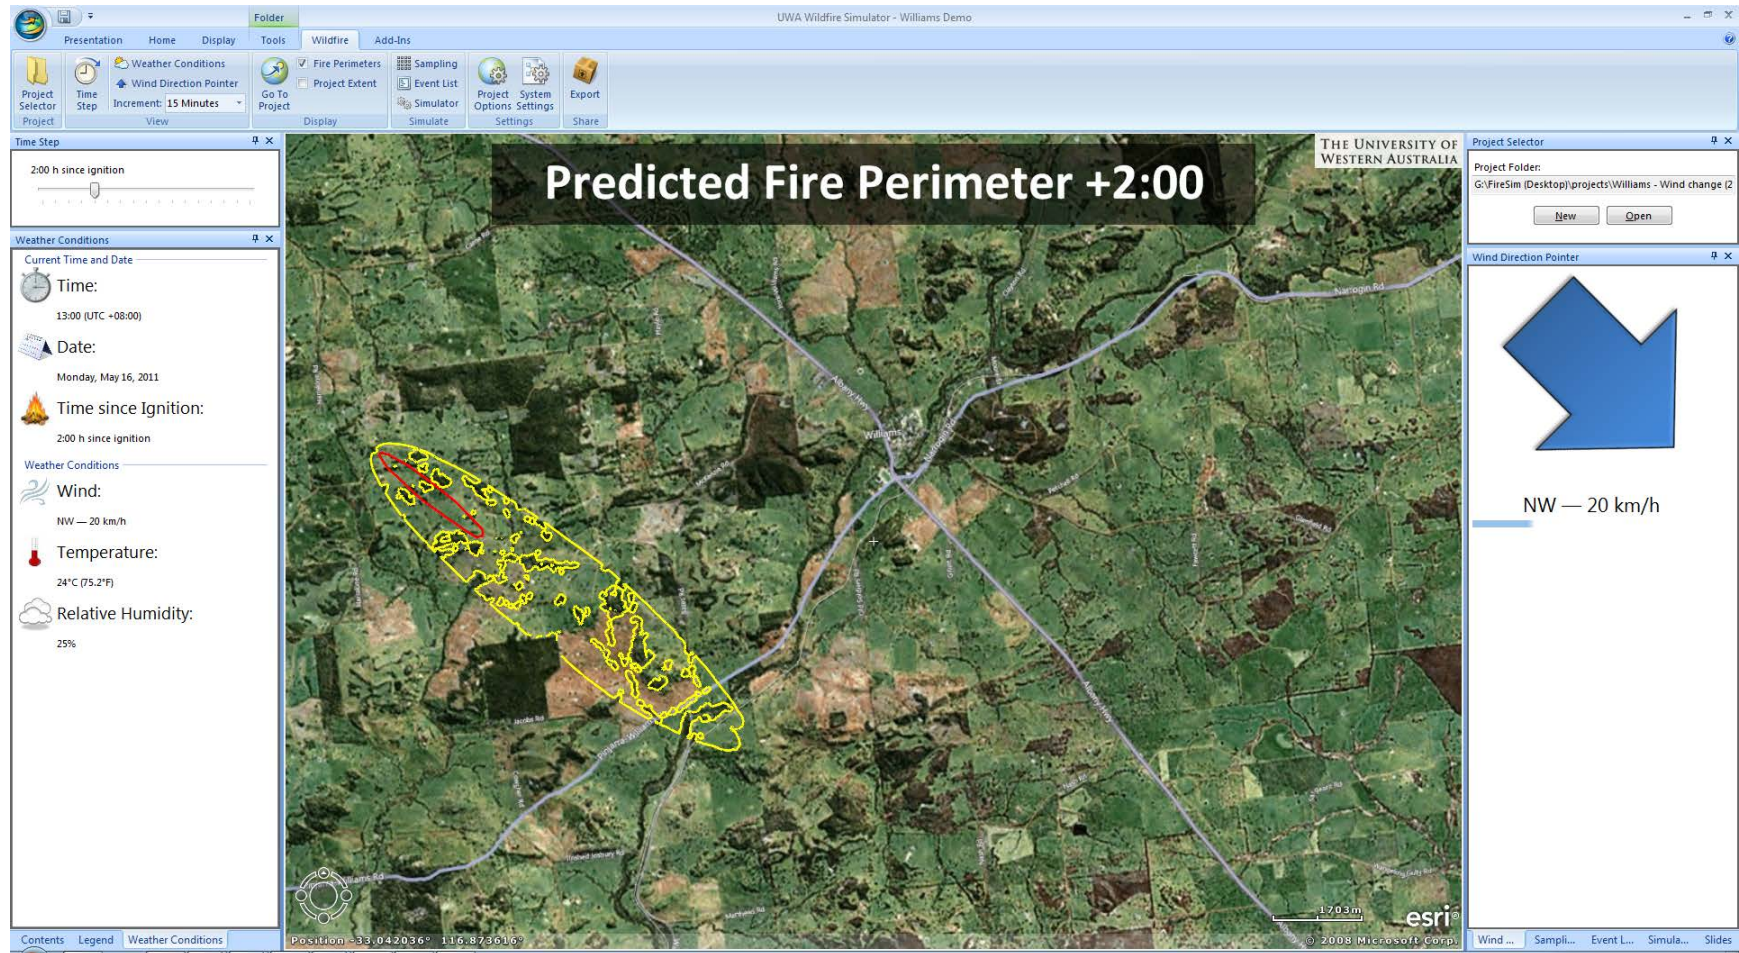 UWA Wildfire Simulator - Williams Demo
Folder
Presentation Home Display Tools Wildfire Add-Ins
Project Selector
Project
Time Step
Weather Conditions
Wind Direction Pointer
Increment: 15 Minutes
View
Go To Project
Fire Perimeters
Project Extent
Display
Sampling
Event List
Simulator
Simulate
Project Options
System Settings
Settings
Export
Share
Time Step
2:00 h since ignition
Weather Conditions
Current Time and Date
Time:
13:00 (UTC +08:00)
Date:
Monday, May 16, 2011
Time since Ignition:
2:00 h since ignition
Weather Conditions
Wind:
NW — 20 km/h
Temperature:
24°C (75.2°F)
Relative Humidity:
25%
Contents Legend Weather Conditions
Predicted Fire Perimeter +2:00
THE UNIVERSITY OF
WESTERN AUSTRALIA
Narrogin Rd
Albany Hwy
Williams
Narrogin Rd
Albany Hwy
1703m
esri
Position -33.042036° 116.873616°
© 2008 Microsoft Corp.
Project Selector
Project Folder:
G:\FireSim (Desktop)\projects\Williams - Wind change (2
New Open
Wind Direction Pointer
NW — 20 km/h
Wind ... Sampli... Event L... Simula... Slides